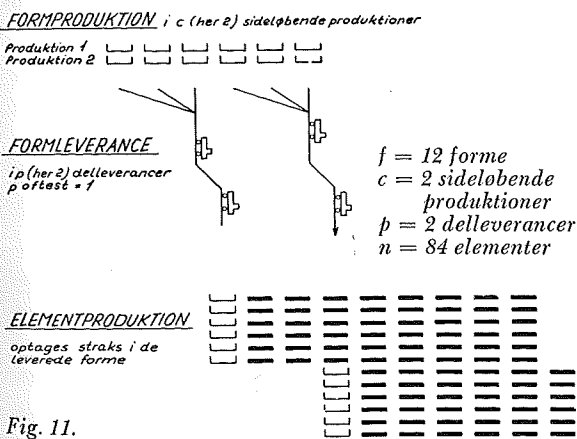 FORMPRODUKTION i c (her 2) sideløbende produktioner
Produktion 1
Produktion 2
FORMLEVERANCE
i p (her 2) delleverancer
p oftest = 1
f = 12 forme
c = 2 sideløbende
produktioner
p = 2 delleverancer
n = 84 elementer
ELEMENTPRODUKTION
optages straks i de
leverede forme
Fig. 11.